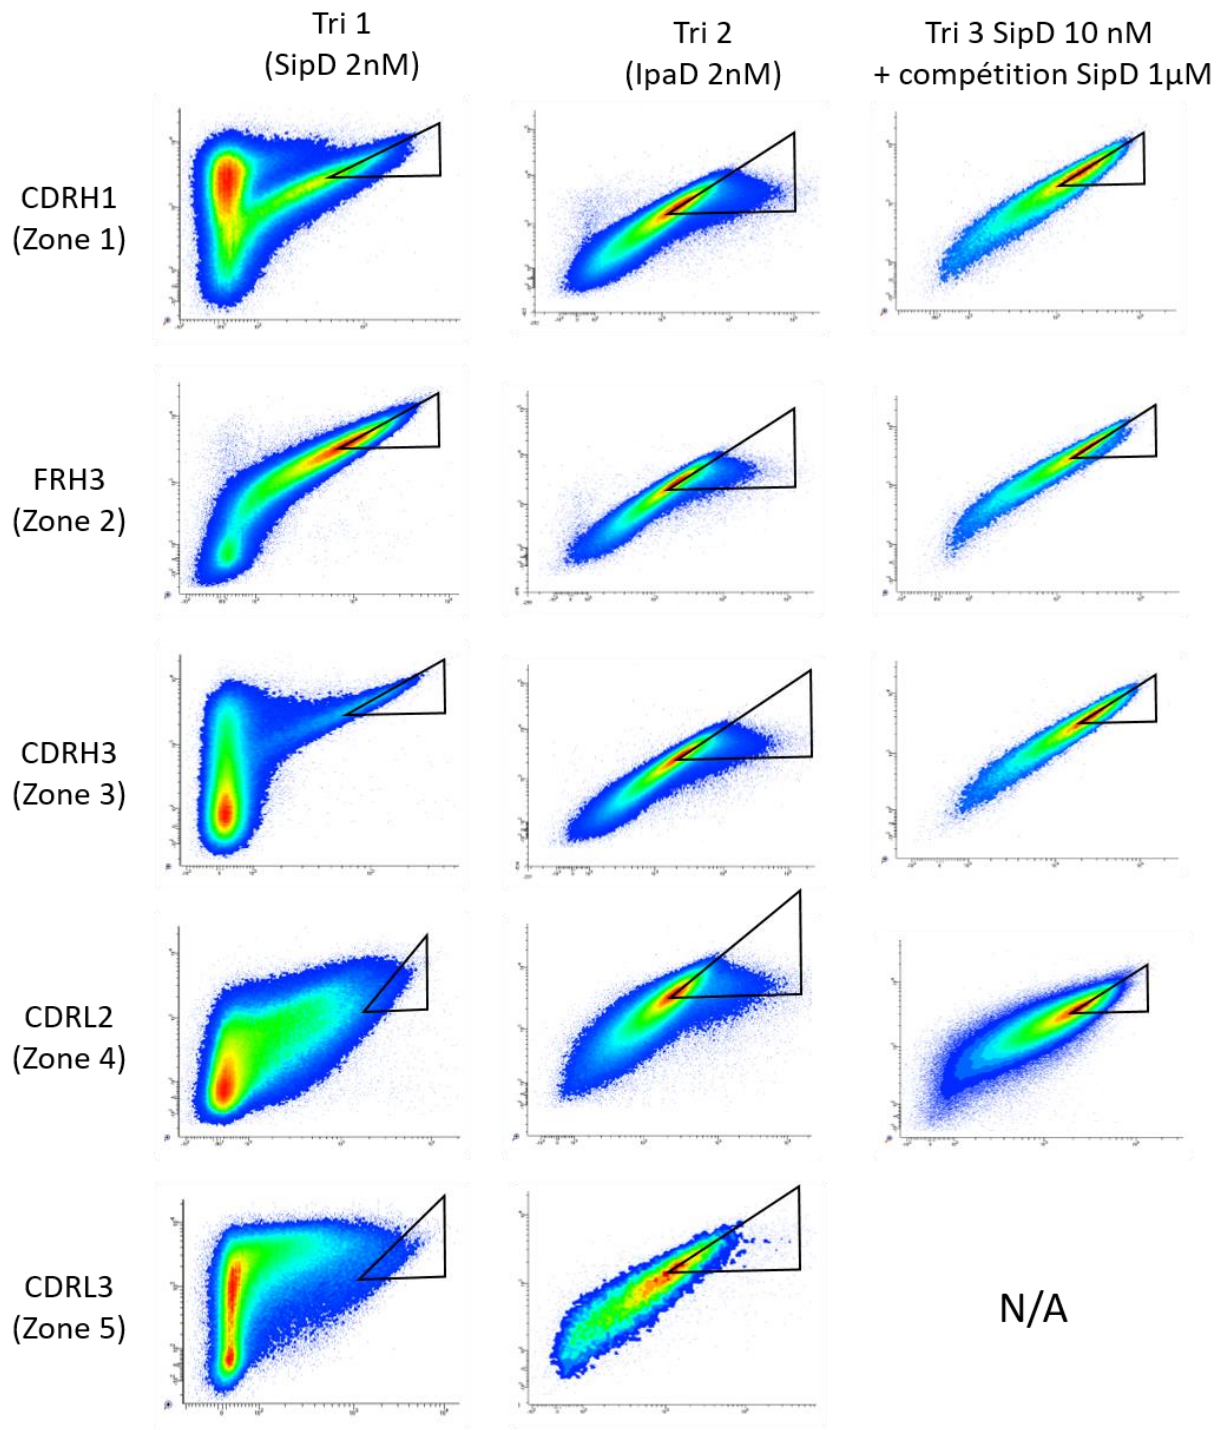 Tri 1
(SipD 2nM)
Tri 2
(IpaD 2nM)
Tri 3 SipD 10 nM
+ compétition SipD 1µM
CDRH1
(Zone 1)
FRH3
(Zone 2)
CDRH3
(Zone 3)
CDRL2
(Zone 4)
CDRL3
(Zone 5)
N/A